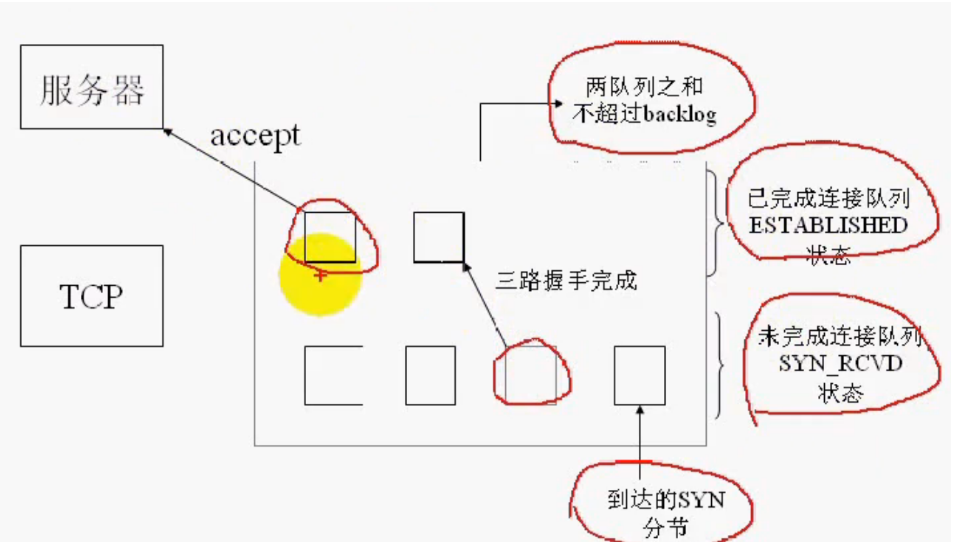 服务器
accept
两队列之和
不超过backlog
已完成连接队列
ESTABLISHED
状态
TCP
三路握手完成
未完成连接队列
SYN_RCVD
状态
到达的SYN
分节